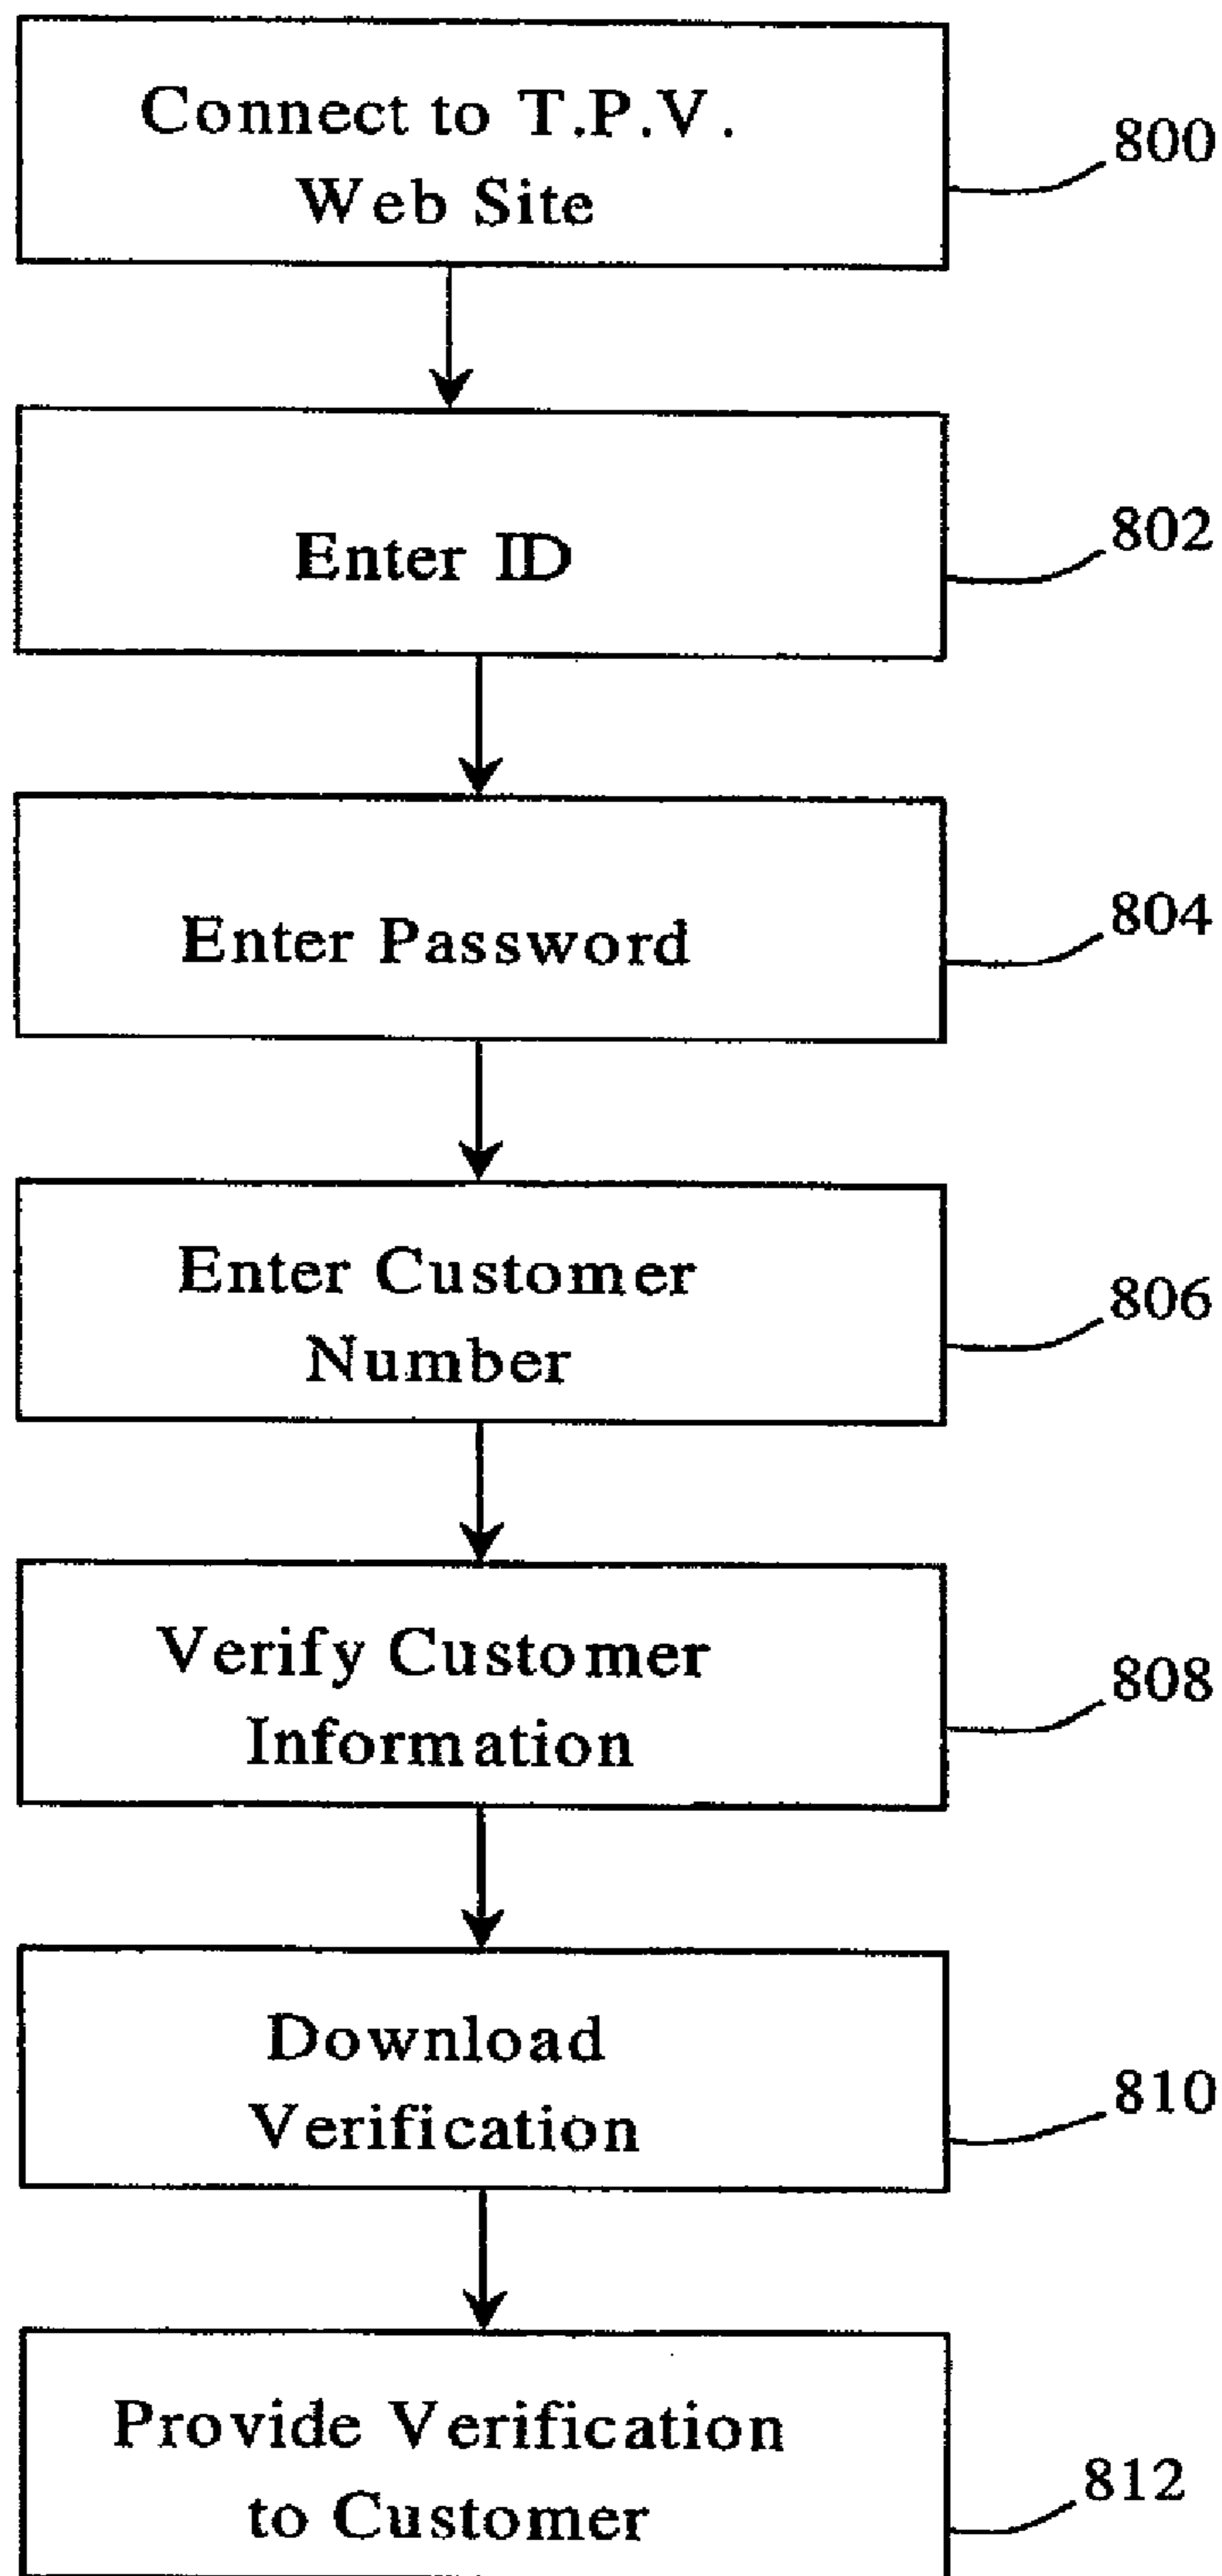 Connect to T.P.V.
Web Site
800
Enter ID
802
Enter Password
804
Enter Customer
Number
806
Verify Customer
Information
808
Download
Verification
810
Provide Verification
to Customer
812